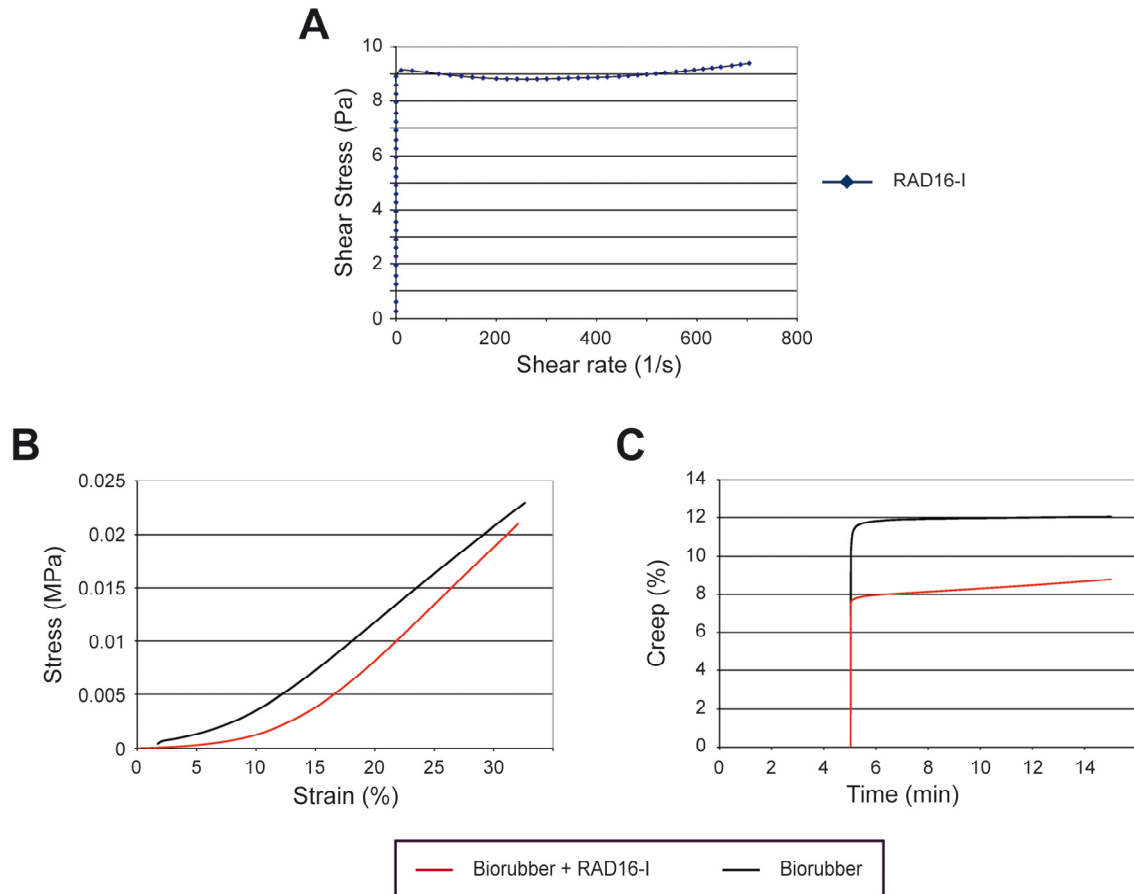 A
Shear Stress (Pa)
10
8
6
4
2
0
0 200 400 600 800
Shear rate (1/s)
RAD16-I
B
Stress (MPa)
0.025
0.02
0.015
0.01
0.005
0
0 5 10 15 20 25 30
Strain (%)
C
Creep (%)
14
12
10
8
6
4
2
0
0 2 4 6 8 10 12 14
Time (min)
Biorubber + RAD16-I Biorubber